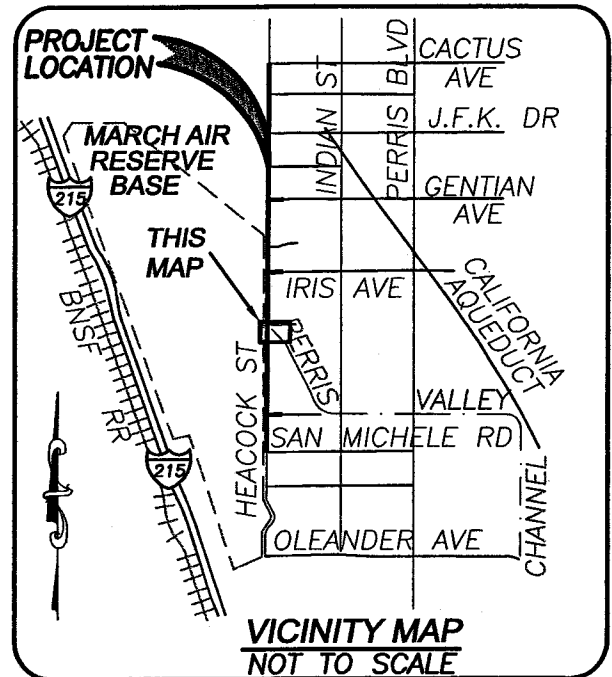 PROJECT
LOCATION
INDIAN ST
PERRIS BLVD
CACTUS
AVE
J.F.K. DR
MARCH AIR
RESERVE
BASE
215
GENTIAN
AVE
THIS
MAP
IRIS AVE
CALIFORNIA
AQUEDUCT
BNSF RR
HEACOCK ST
PERRIS
VALLEY
CHANNEL
SAN MICHELE RD
215
OLEANDER AVE
VICINITY MAP
NOT TO SCALE